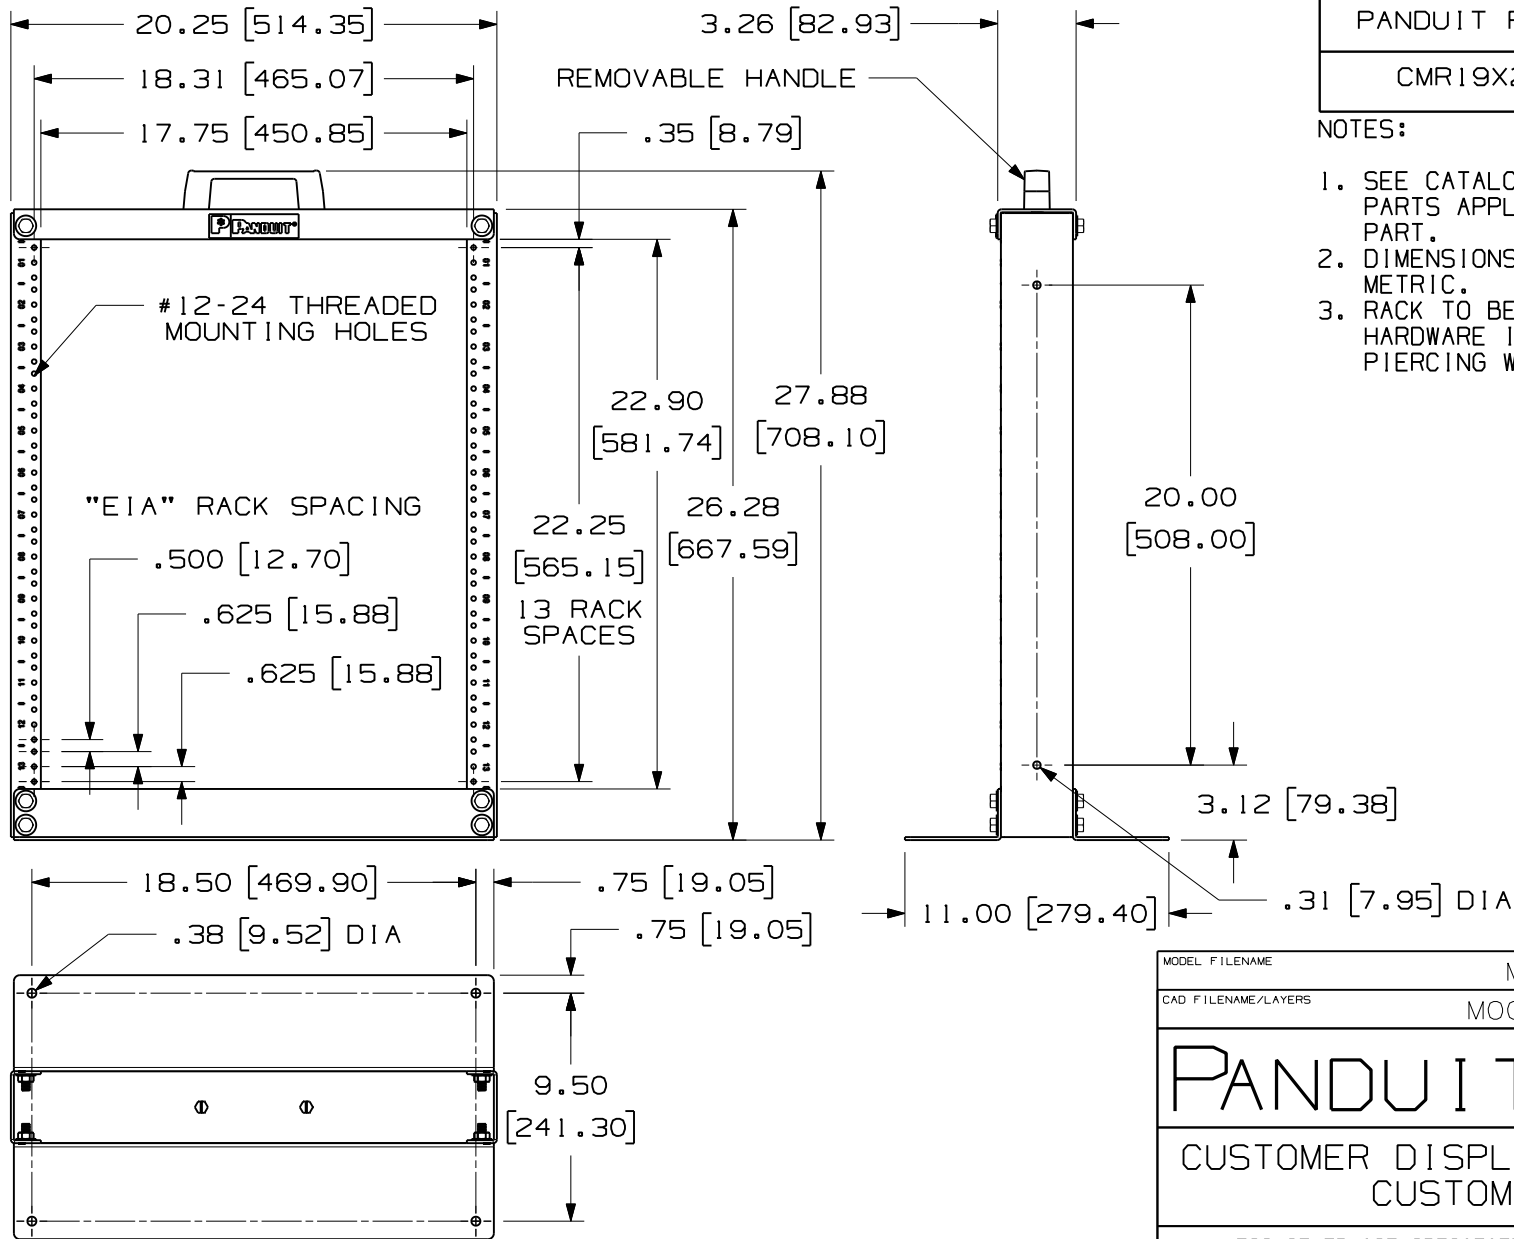 20.25 [514.35]
18.31 [465.07]
17.75 [450.85]
3.26 [82.93]
REMOVABLE HANDLE
.35 [8.79]
PANDUIT
CMR19X
NOTES:
1. SEE CATALO
PARTS APPL
PART.
2. DIMENSIONS
METRIC.
3. RACK TO BE
HARDWARE I
PIERCING W
P PANDUIT®
#12-24 THREADED
MOUNTING HOLES
22.90
[581.74]
27.88
[708.10]
"EIA" RACK SPACING
.500 [12.70]
.625 [15.88]
.625 [15.88]
22.25
[565.15]
13 RACK
SPACES
26.28
[667.59]
20.00
[508.00]
3.12 [79.38]
18.50 [469.90]
.75 [19.05]
.38 [9.52] DIA
.75 [19.05]
11.00 [279.40]
.31 [7.95] DIA
9.50
[241.30]
MODEL FILENAME
CAD FILENAME/LAYERS
PANDUIT
CUSTOMER DISPL
CUSTOM